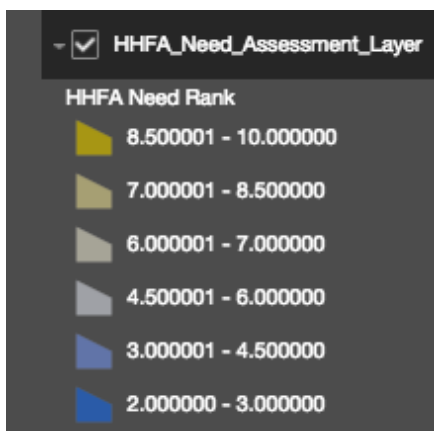 HHFA_Need_Assessment_Layer
HHFA Need Rank
8.500001 - 10.000000
7.000001 - 8.500000
6.000001 - 7.000000
4.500001 - 6.000000
3.000001 - 4.500000
2.000000 - 3.000000